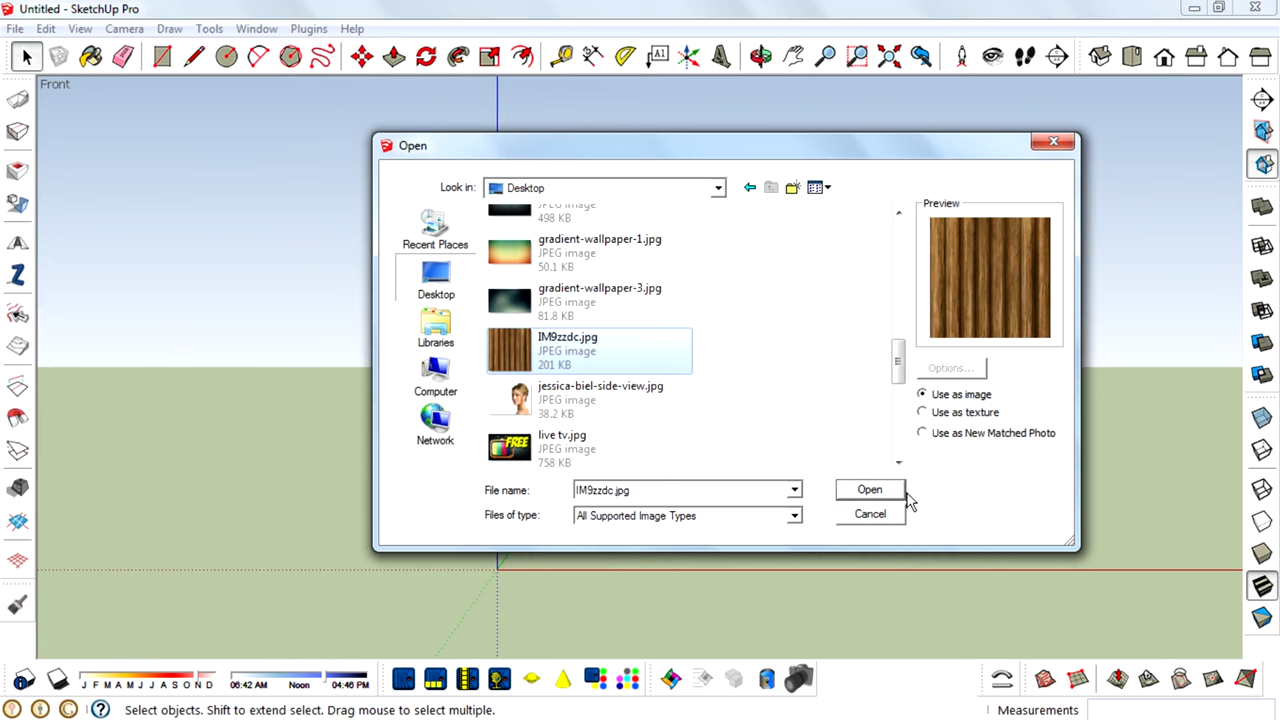 Untitled - SketchUp Pro
File Edit View Camera Draw Tools Window Plugins Help
A1
Front
Open
Look in: Desktop
Recent Places
Desktop
Libraries
Computer
Network
JPEG image
498 KB
gradient-wallpaper-1.jpg
JPEG image
50.1 KB
gradient-wallpaper-3.jpg
JPEG image
81.8 KB
IM9zzdc.jpg
JPEG image
201 KB
jessica-biel-side-view.jpg
JPEG image
38.2 KB
FREE
live tv.jpg
JPEG image
758 KB
Preview
Options...
Use as image
Use as texture
Use as New Matched Photo
File name: IM9zzdc.jpg Open
Files of type: All Supported Image Types Cancel
J F M A M J J A S O N D 06:42 AM Noon 04:46 PM
Select objects. Shift to extend select. Drag mouse to select multiple. Measurements